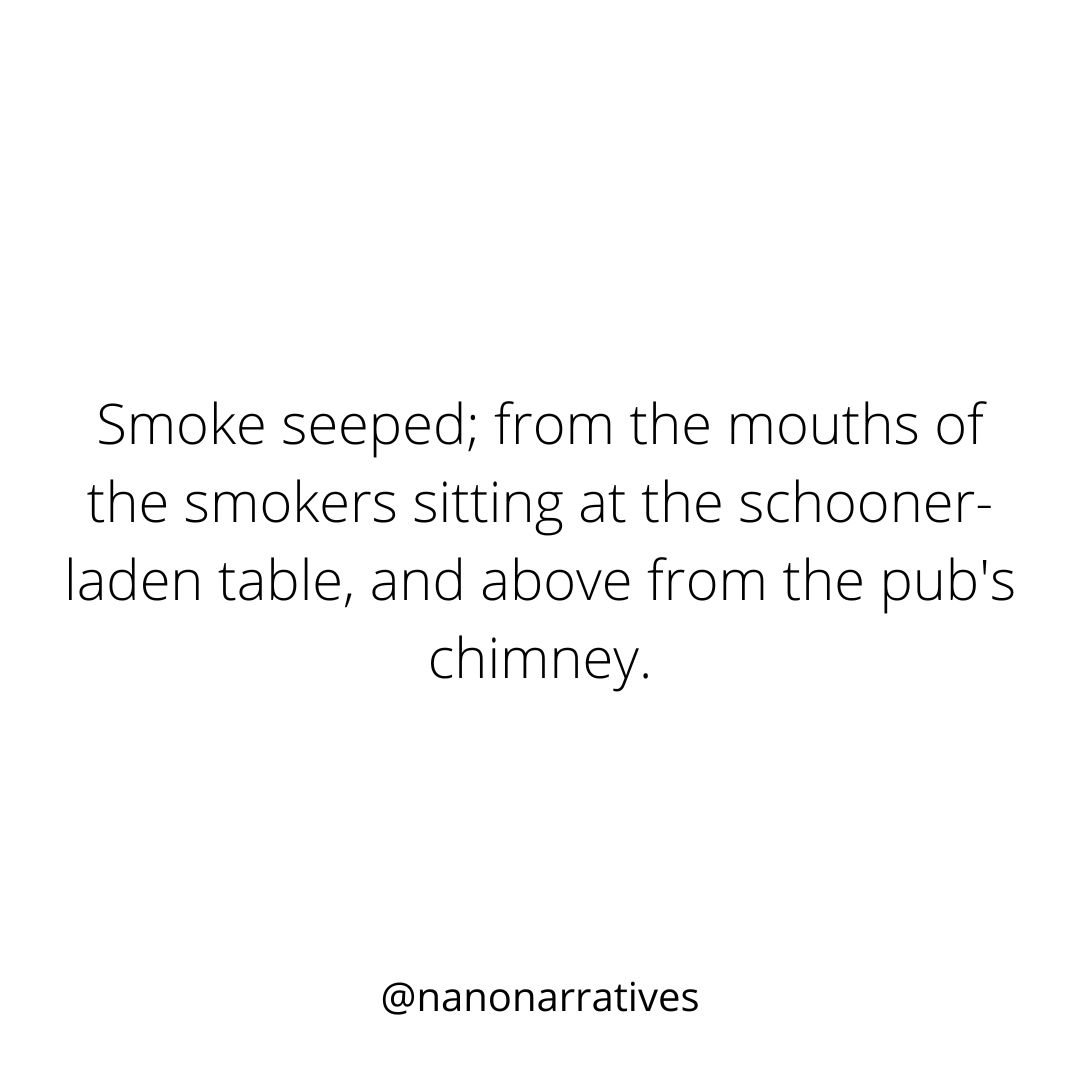 Smoke seeped; from the mouths of
the smokers sitting at the schooner-
laden table, and above from the pub's
chimney.
@nanonarratives